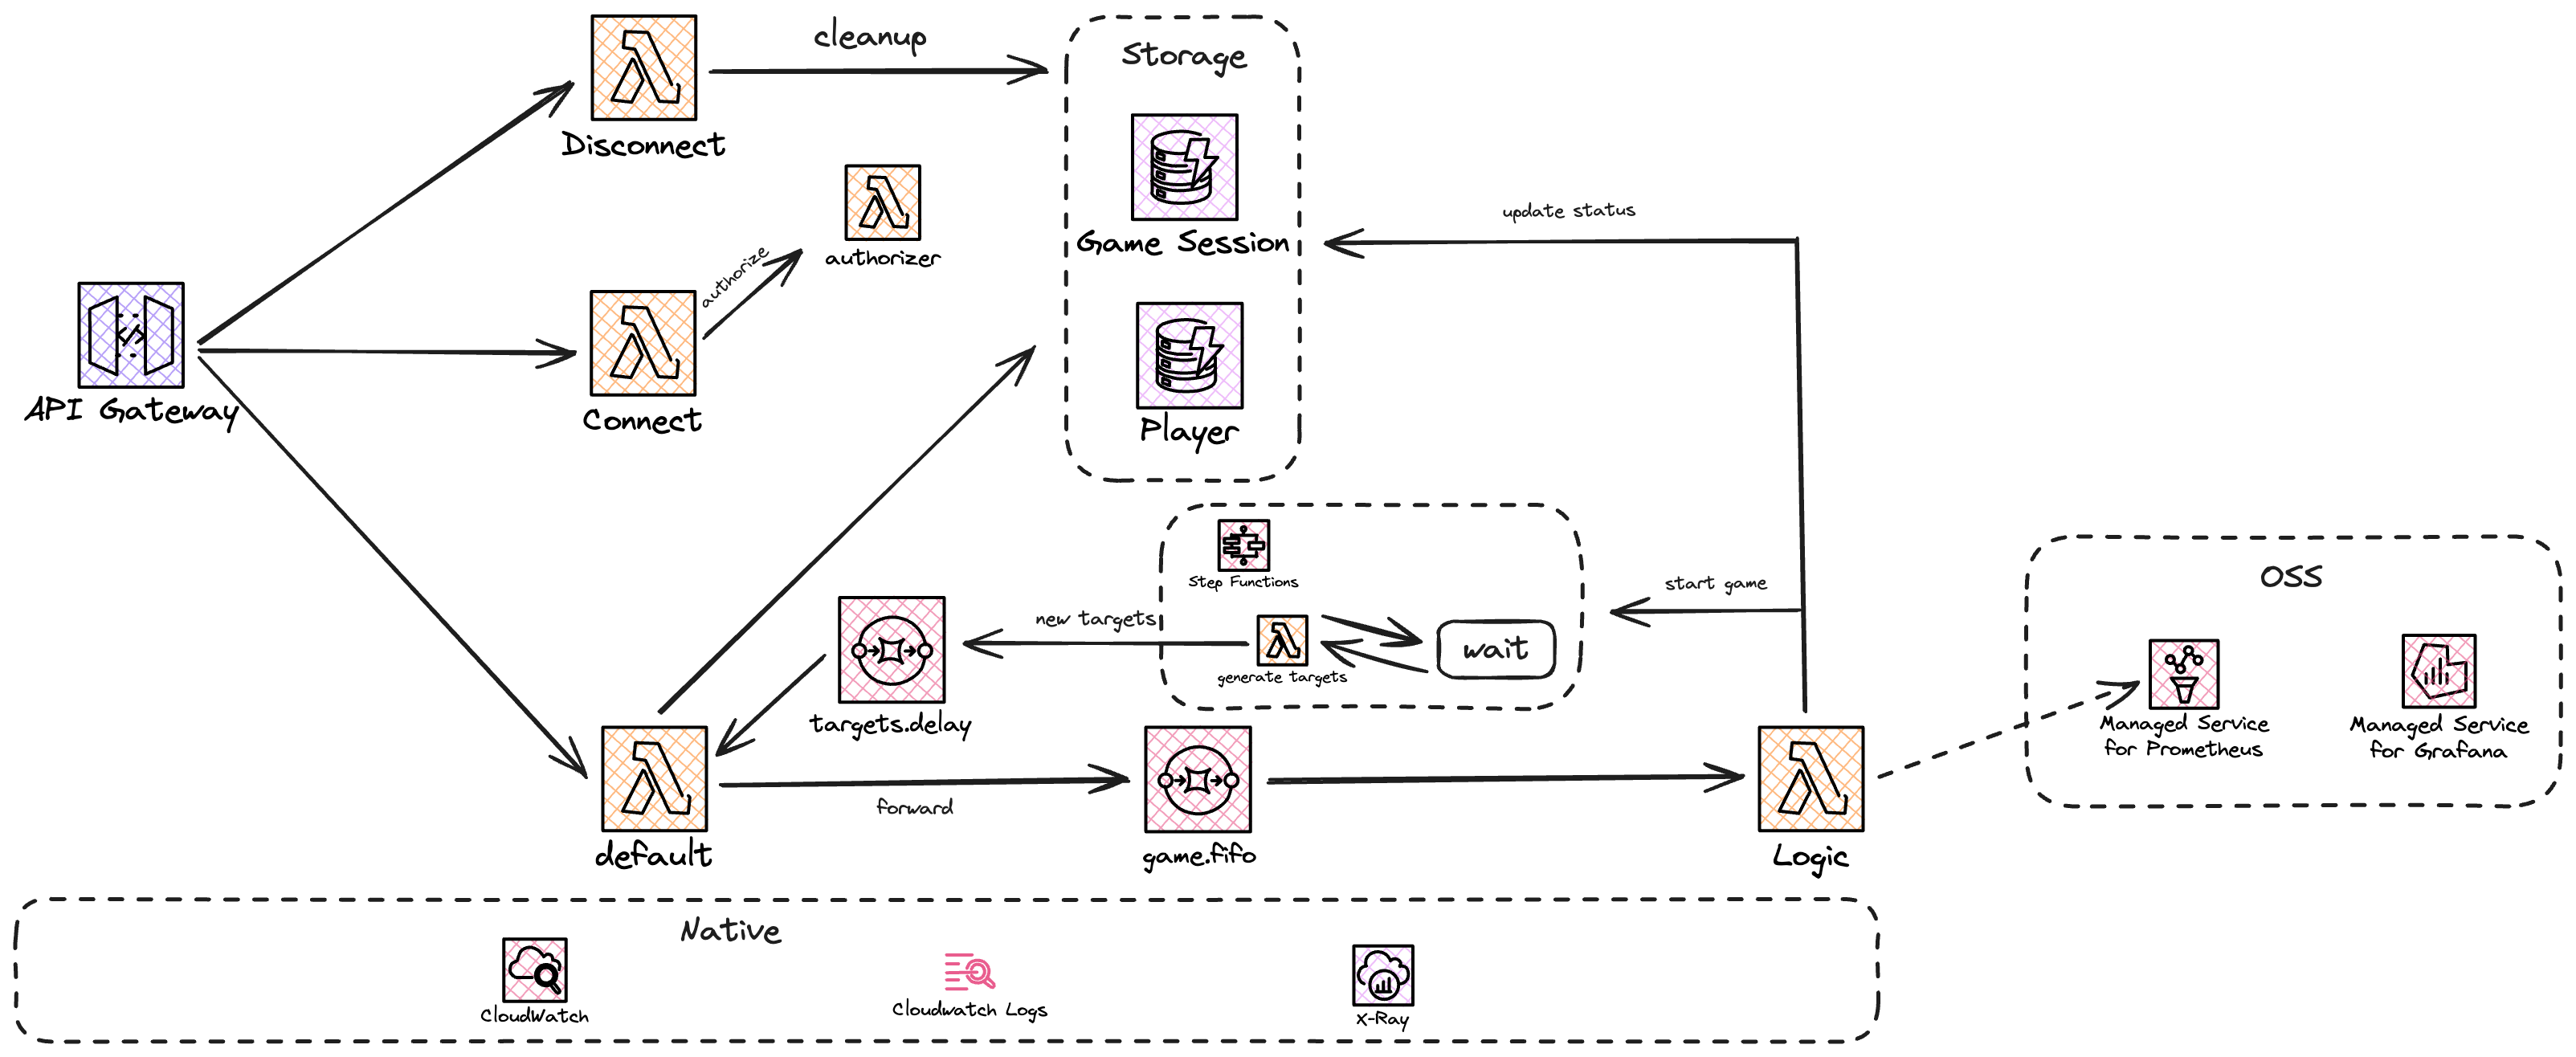 cleanup
Storage
Disconnect
authorizer
authorize
Game Session
update status
API Gateway
Connect
Player
Step Functions
OSS
start game
new targets
wait
generate targets
targets.delay
Managed Service
for Prometheus
Managed Service
for Grafana
forward
default
game.fifo
Logic
Native
CloudWatch
Cloudwatch Logs
X-Ray